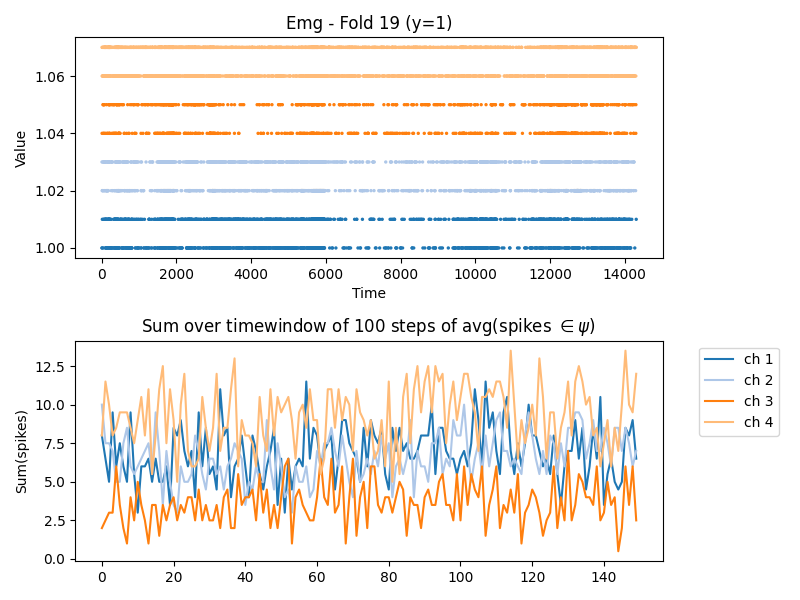 Emg - Fold 19 (y=1)
Value
1.06
1.04
1.02
1.00
0 2000 4000 6000 8000 10000 12000 14000
Time
Sum over timewindow of 100 steps of avg(spikes ∈ψ)
Sum(spikes)
12.5
10.0
7.5
5.0
2.5
0.0
0 20 40 60 80 100 120 140
ch 1
ch 2
ch 3
ch 4